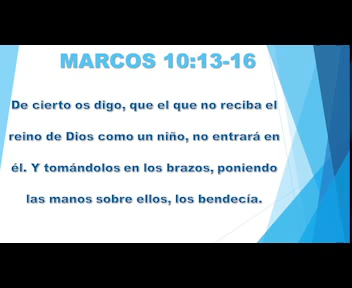 MARCOS 10:13-16
De cierto os digo, que el que no reciba el
reino de Dios como un niño, no entrará en
él. Y tomándolos en los brazos, poniendo
las manos sobre ellos, los bendecía.